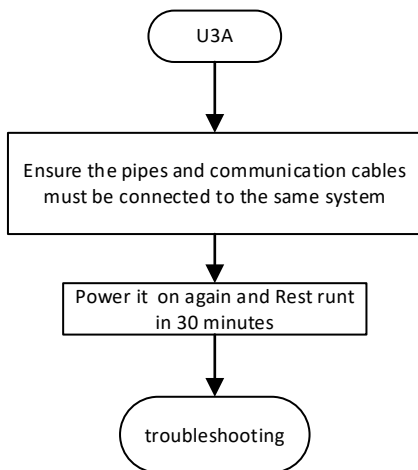 U3A
Ensure the pipes and communication cables
must be connected to the same system
Power it on again and Rest runt
in 30 minutes
troubleshooting